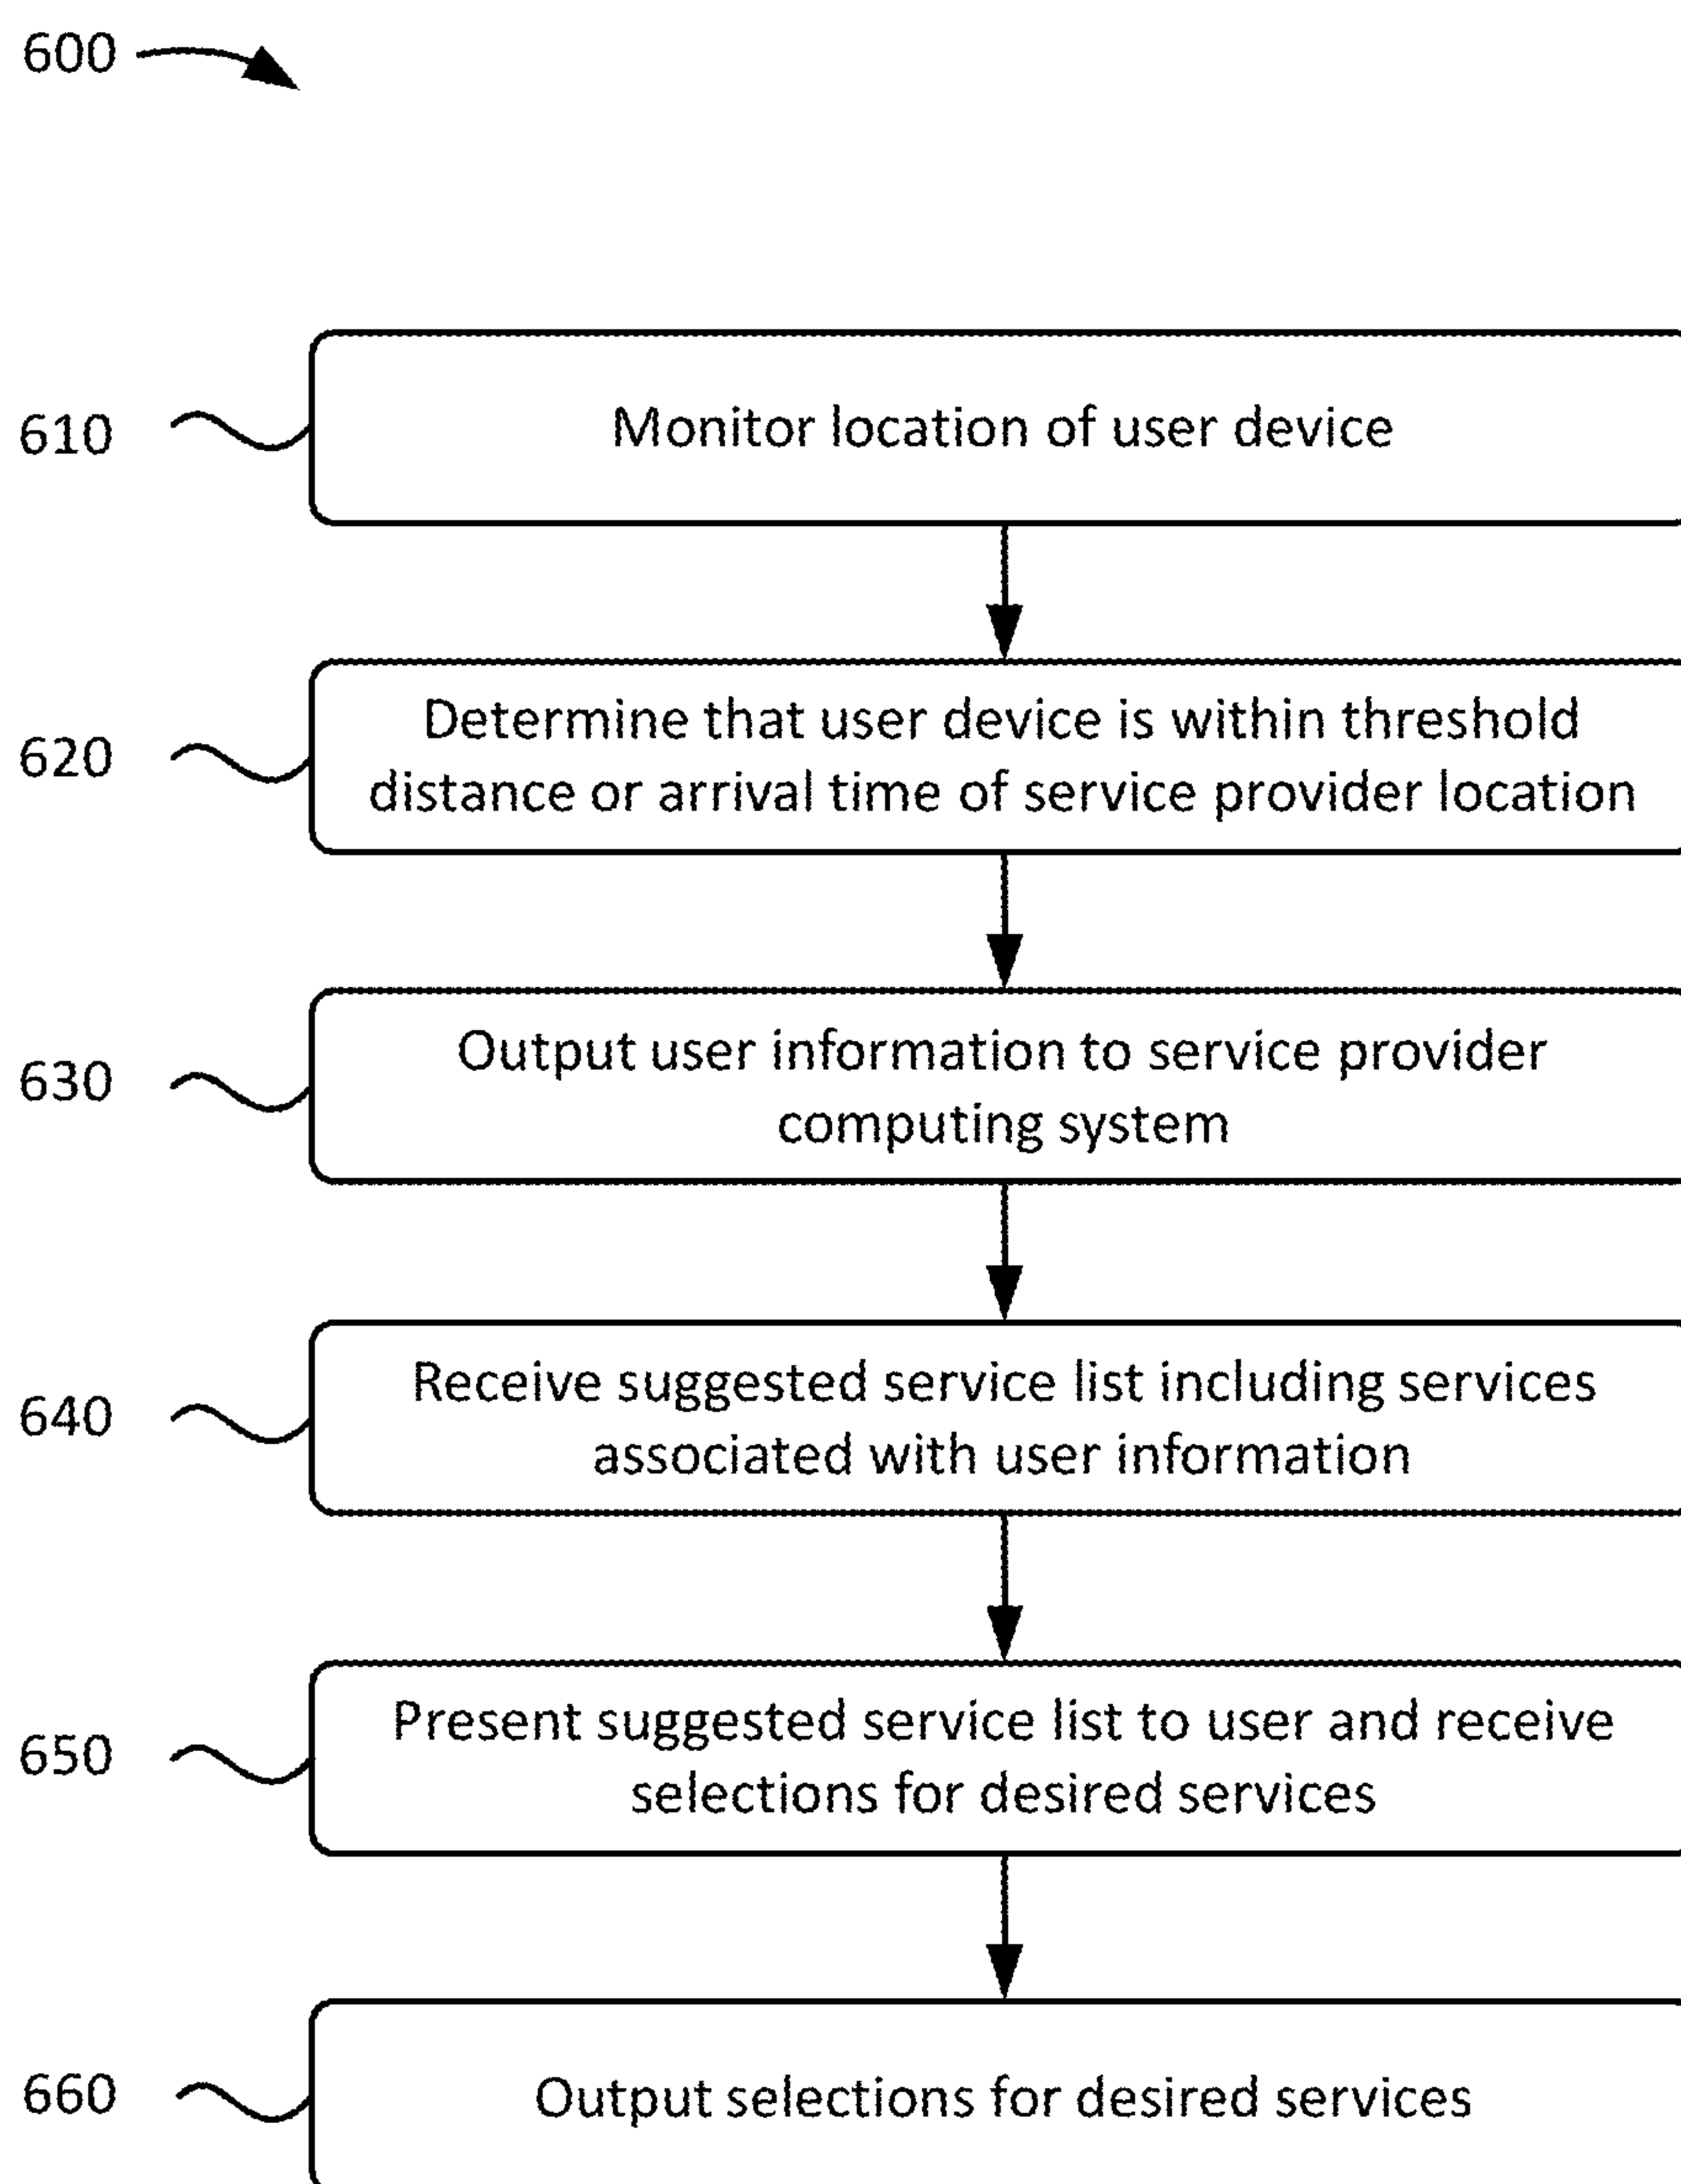 600
610
Monitor location of user device
620
Determine that user device is within threshold
distance or arrival time of service provider location
630
Output user information to service provider
computing system
640
Receive suggested service list including services
associated with user information
650
Present suggested service list to user and receive
selections for desired services
660
Output selections for desired services